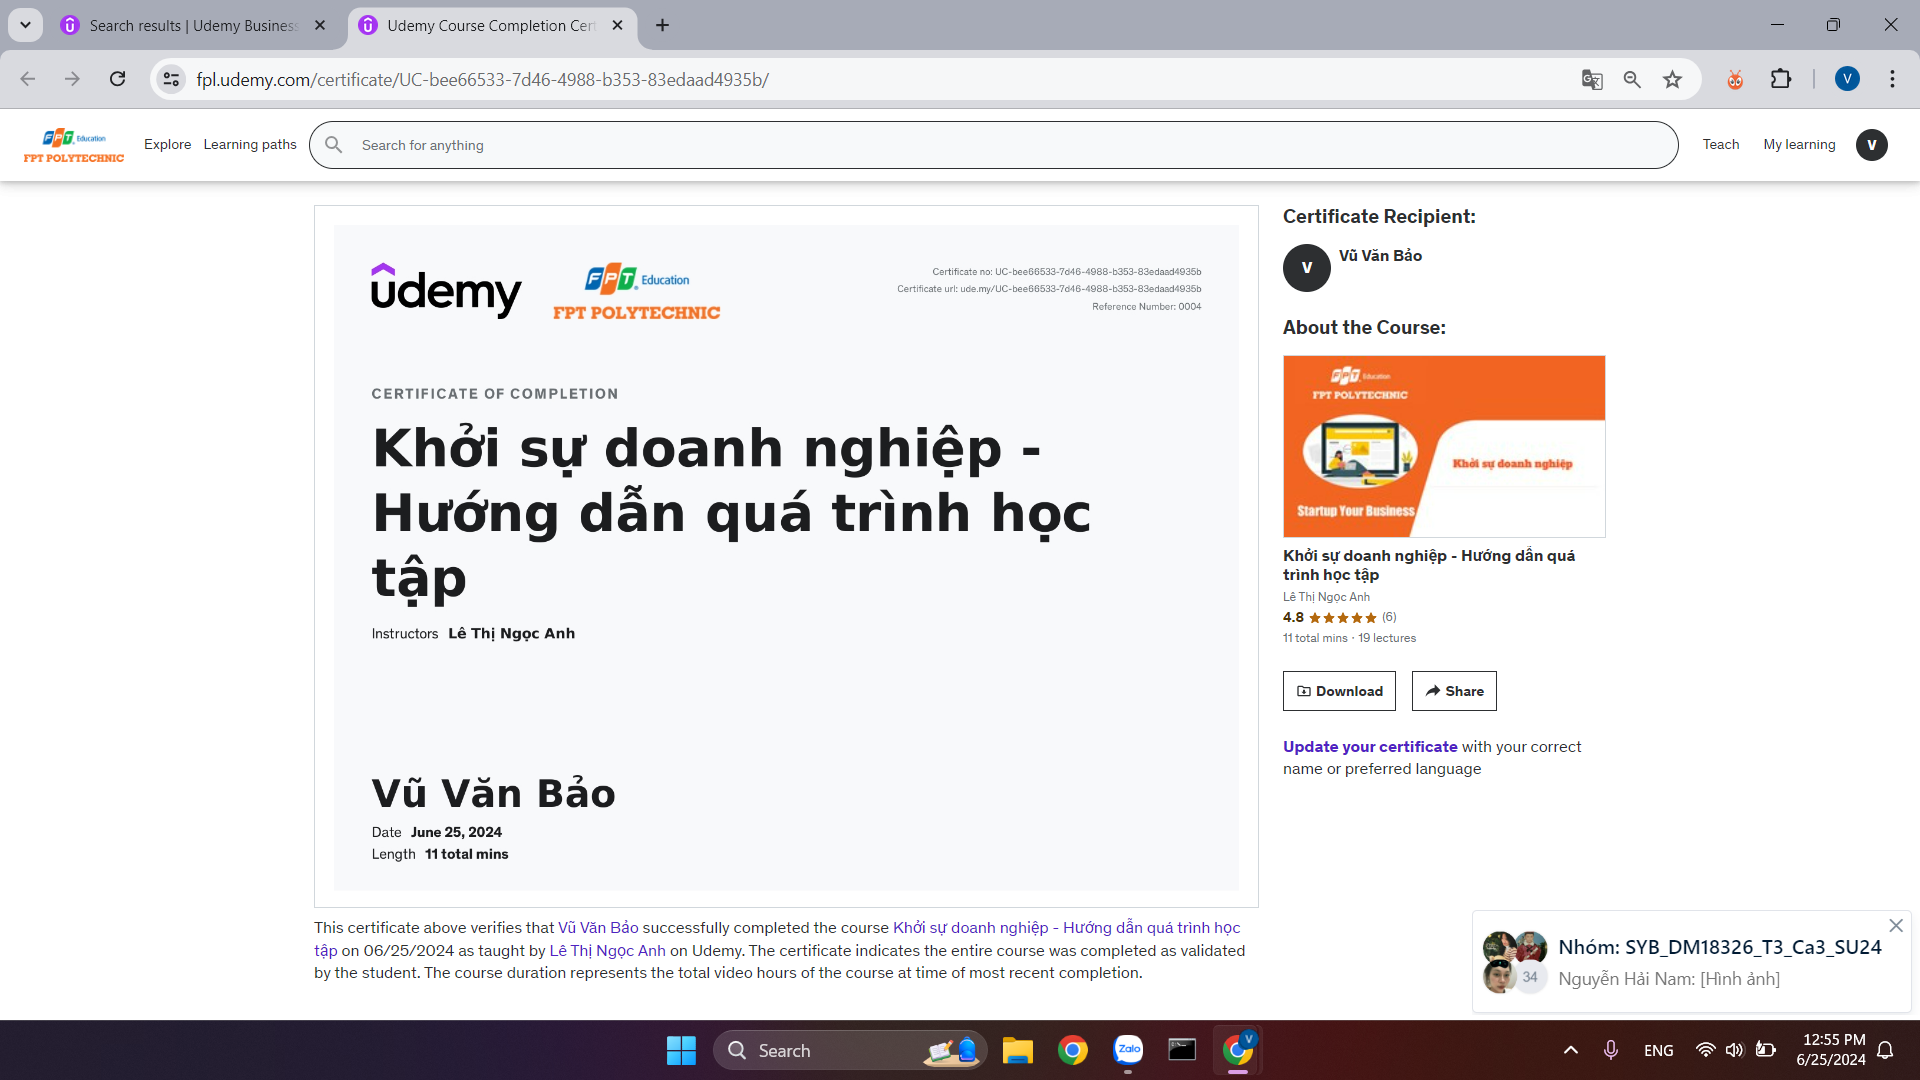 Search results | Udemy Business
Udemy Course Completion Cert
fpl.udemy.com/certificate/UC-bee66533-7d46-4988-b353-83edaad4935b/
V
FPT Education
FPT POLYTECHNIC
Explore
Learning paths
Search for anything
Teach
My learning
V
udemy
FPT Education
FPT POLYTECHNIC
Certificate no: UC-bee66533-7d46-4988-b353-83edaad4935b
Certificate url: ude.my/UC-bee66533-7d46-4988-b353-83edaad4935b
Reference Number: 0004
CERTIFICATE OF COMPLETION
Khởi sự doanh nghiệp -
Hướng dẫn quá trình học
tập
Instructors Lê Thị Ngọc Anh
Vũ Văn Bảo
Date June 25, 2024
Length 11 total mins
This certificate above verifies that Vũ Văn Bảo successfully completed the course Khởi sự doanh nghiệp - Hướng dẫn quá trình học
tập on 06/25/2024 as taught by Lê Thị Ngọc Anh on Udemy. The certificate indicates the entire course was completed as validated
by the student. The course duration represents the total video hours of the course at time of most recent completion.
Certificate Recipient:
V
Vũ Văn Bảo
About the Course:
FPT Education
FPT POLYTECHNIC
Khởi sự doanh nghiệp
Startup Your Business
Khởi sự doanh nghiệp - Hướng dẫn quá
trình học tập
Lê Thị Ngọc Anh
4.8 (6)
11 total mins · 19 lectures
Download
Share
Update your certificate with your correct
name or preferred language
Nhóm: SYB_DM18326_T3_Ca3_SU24
34
Nguyễn Hải Nam: [Hình ảnh]
Search
Zalo
V
ENG
12:55 PM
6/25/2024